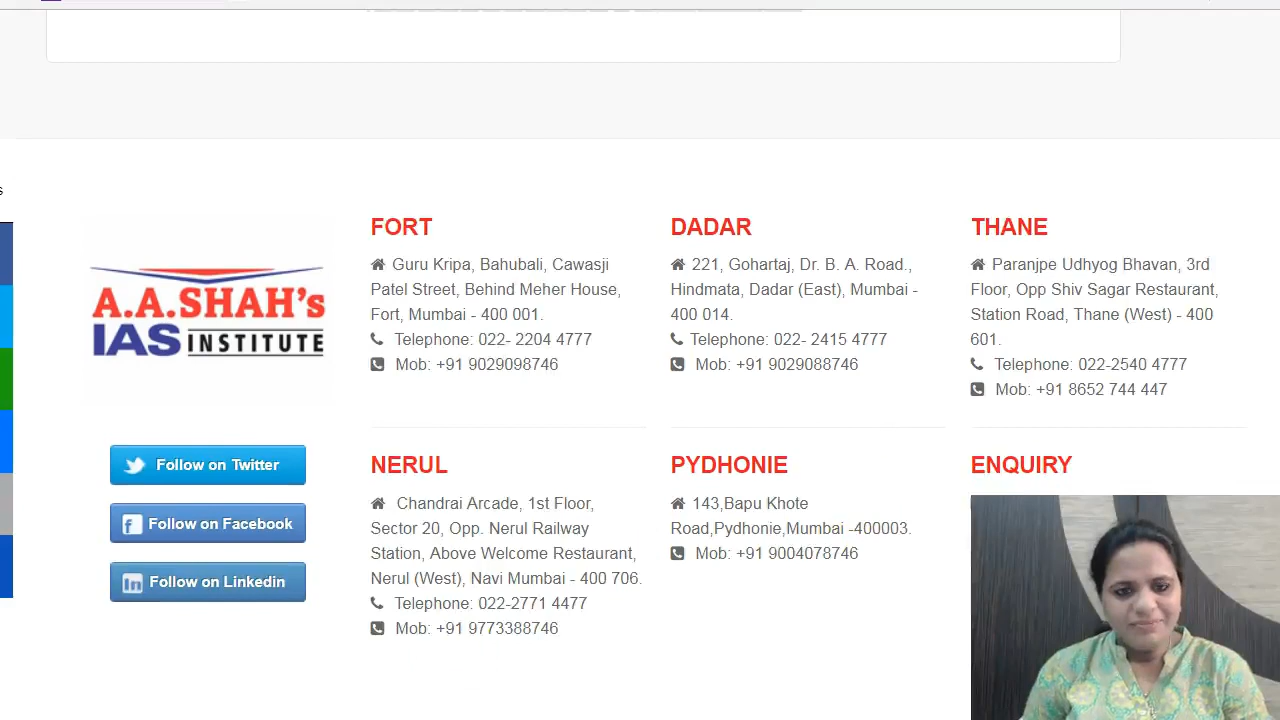 s
A.A.SHAH's
IAS INSTITUTE
Follow on Twitter
Follow on Facebook
Follow on Linkedin
FORT
Guru Kripa, Bahubali, Cawasji
Patel Street, Behind Meher House,
Fort, Mumbai - 400 001.
Telephone: 022- 2204 4777
Mob: +91 9029098746
DADAR
221, Gohartaj, Dr. B. A. Road.,
Hindmata, Dadar (East), Mumbai -
400 014.
Telephone: 022- 2415 4777
Mob: +91 9029088746
THANE
Paranjpe Udhyog Bhavan, 3rd
Floor, Opp Shiv Sagar Restaurant,
Station Road, Thane (West) - 400
601.
Telephone: 022-2540 4777
Mob: +91 8652 744 447
NERUL
Chandrai Arcade, 1st Floor,
Sector 20, Opp. Nerul Railway
Station, Above Welcome Restaurant,
Nerul (West), Navi Mumbai - 400 706.
Telephone: 022-2771 4477
Mob: +91 9773388746
PYDHONIE
143,Bapu Khote
Road,Pydhonie,Mumbai -400003.
Mob: +91 9004078746
ENQUIRY